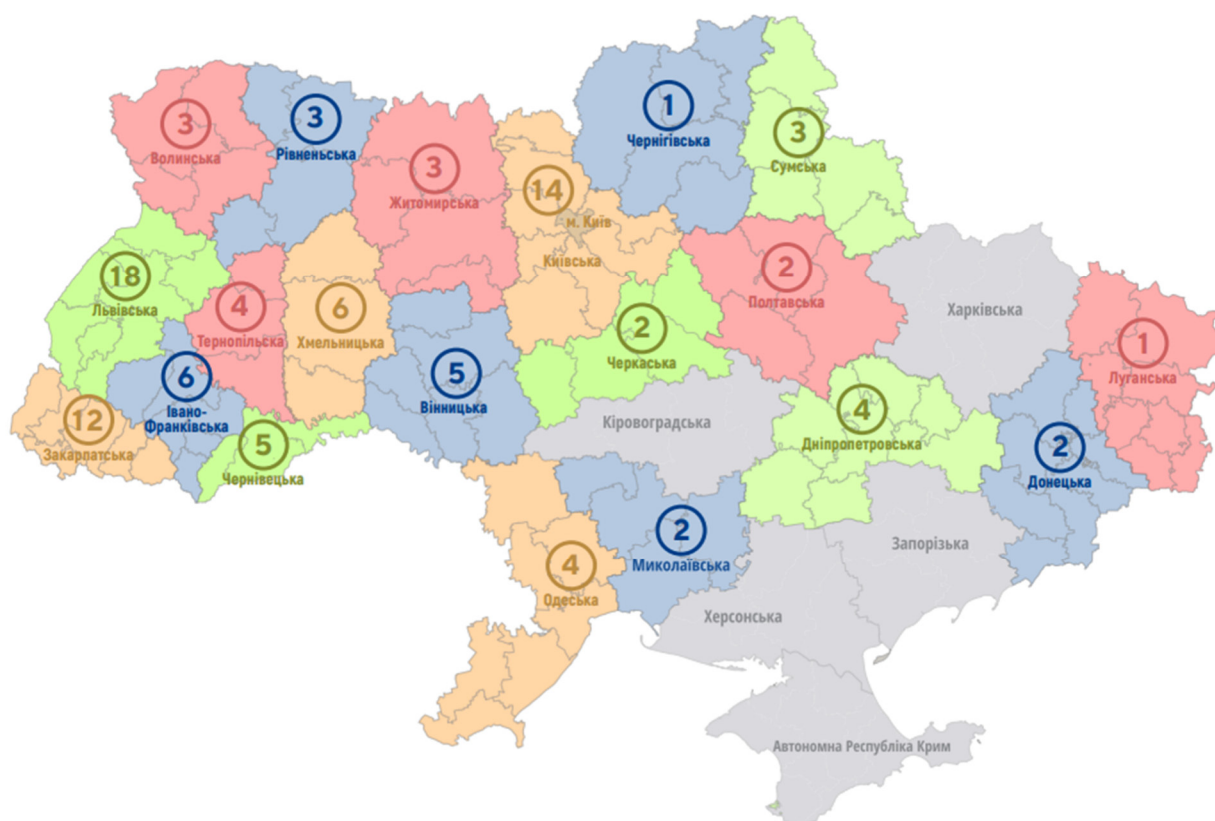 3
Волинська
3
Рівненьська
3
Житомирська
14
м. Київ
Київська
1
Чернігівська
3
Сумська
18
Львівська
4
Тернопільска
6
Хмельницька
2
Черкаська
2
Полтавська
Харківська
1
Луганська
12
Закарпатська
6
Івано-
Франківська
5
Чернівецька
5
Вінницька
Кіровоградська
4
Дніпропетровська
2
Донецька
4
Одеська
2
Миколаївська
Запорізька
Херсонська
Автономна Республіка Крим